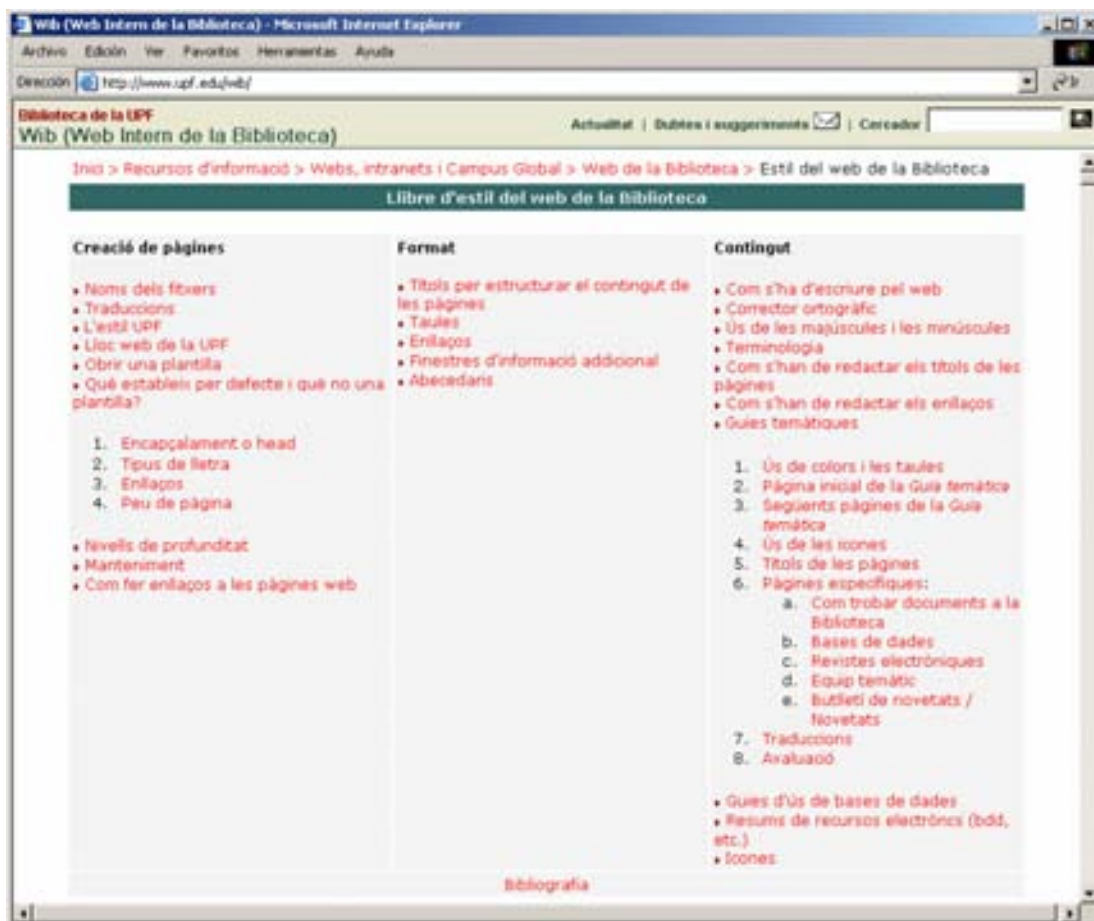 Wib (Web Intern de la Biblioteca) - Microsoft Internet Explorer
Archivo Edición Ver Favoritos Herramientas Ayuda
Dirección http://www.upf.edu/wib/
Biblioteca de la UPF
Wib (Web Intern de la Biblioteca)
Actualitat | Dubtes i suggeriments | Cercador
Inici > Recursos d'informació > Webs, intranets i Campus Global > Web de la Biblioteca > Estil del web de la Biblioteca
Llibre d'estil del web de la Biblioteca
Creació de pàgines
Noms dels fitxers
Traduccions
L'estil UPF
Lloc web de la UPF
Obrir una plantilla
Què estableix per defecte i què no una
plantilla?
1. Encapçalament o head
2. Tipus de lletra
3. Enllaços
4. Peu de pàgina
Nivells de profunditat
Manteniment
Com fer enllaços a les pàgines web
Format
Títols per estructurar el contingut de
les pàgines
Taules
Enllaços
Finestres d'informació addicional
Abecedaris
Contingut
Com s'ha d'escriure pel web
Corrector ortogràfic
Ús de les majúscules i les minúscules
Terminologia
Com s'han de redactar els títols de les
pàgines
Com s'han de redactar els enllaços
Guies temàtiques
1. Ús de colors i les taules
2. Pàgina inicial de la Guia temàtica
3. Següents pàgines de la Guia
temàtica
4. Ús de les icones
5. Títols de les pàgines
6. Pàgines específiques:
a. Com trobar documents a la
Biblioteca
b. Bases de dades
c. Revistes electròniques
d. Equip temàtic
e. Butlletí de novetats /
Novetats
7. Traduccions
8. Avaluació
Guies d'ús de bases de dades
Resums de recursos electròncs (bdd,
etc.)
Icones
Bibliografia